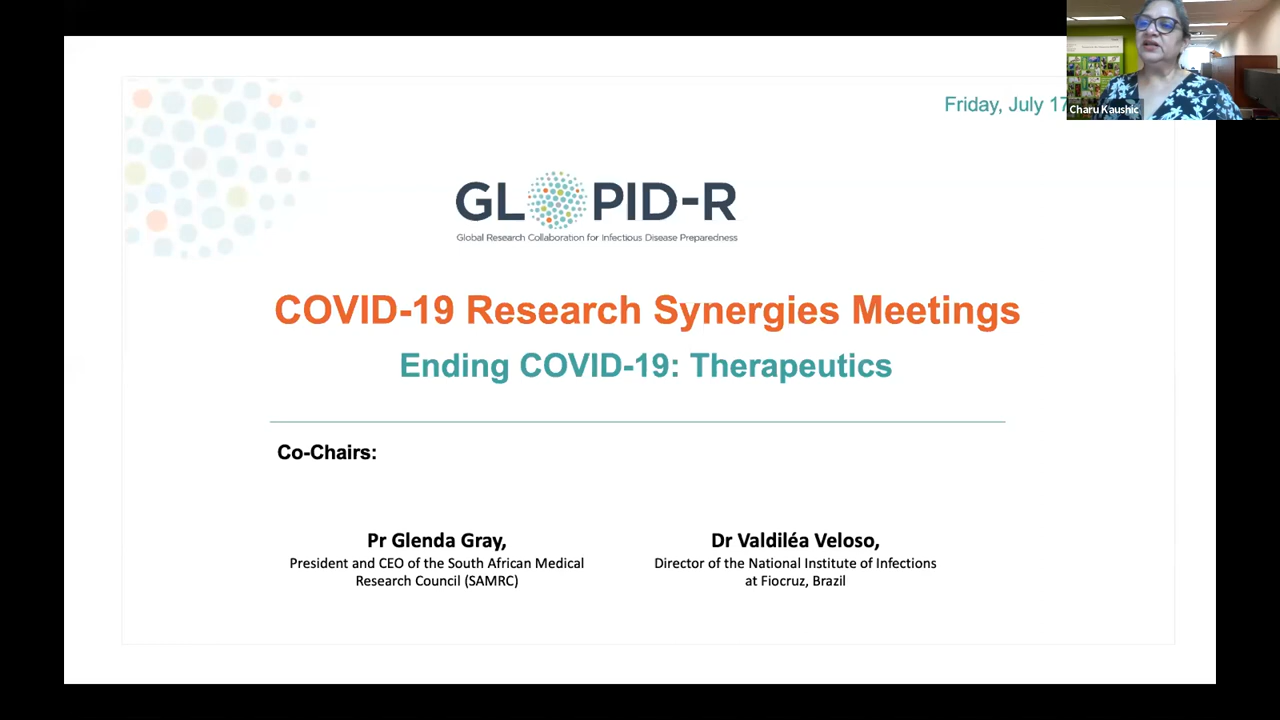 Friday, July 17
Charu Kaushic
GLOPID-R
Global Research Collaboration for Infectious Disease Preparedness
COVID-19 Research Synergies Meetings
Ending COVID-19: Therapeutics
Co-Chairs:
Pr Glenda Gray,
President and CEO of the South African Medical
Research Council (SAMRC)
Dr Valdiléa Veloso,
Director of the National Institute of Infections
at Fiocruz, Brazil